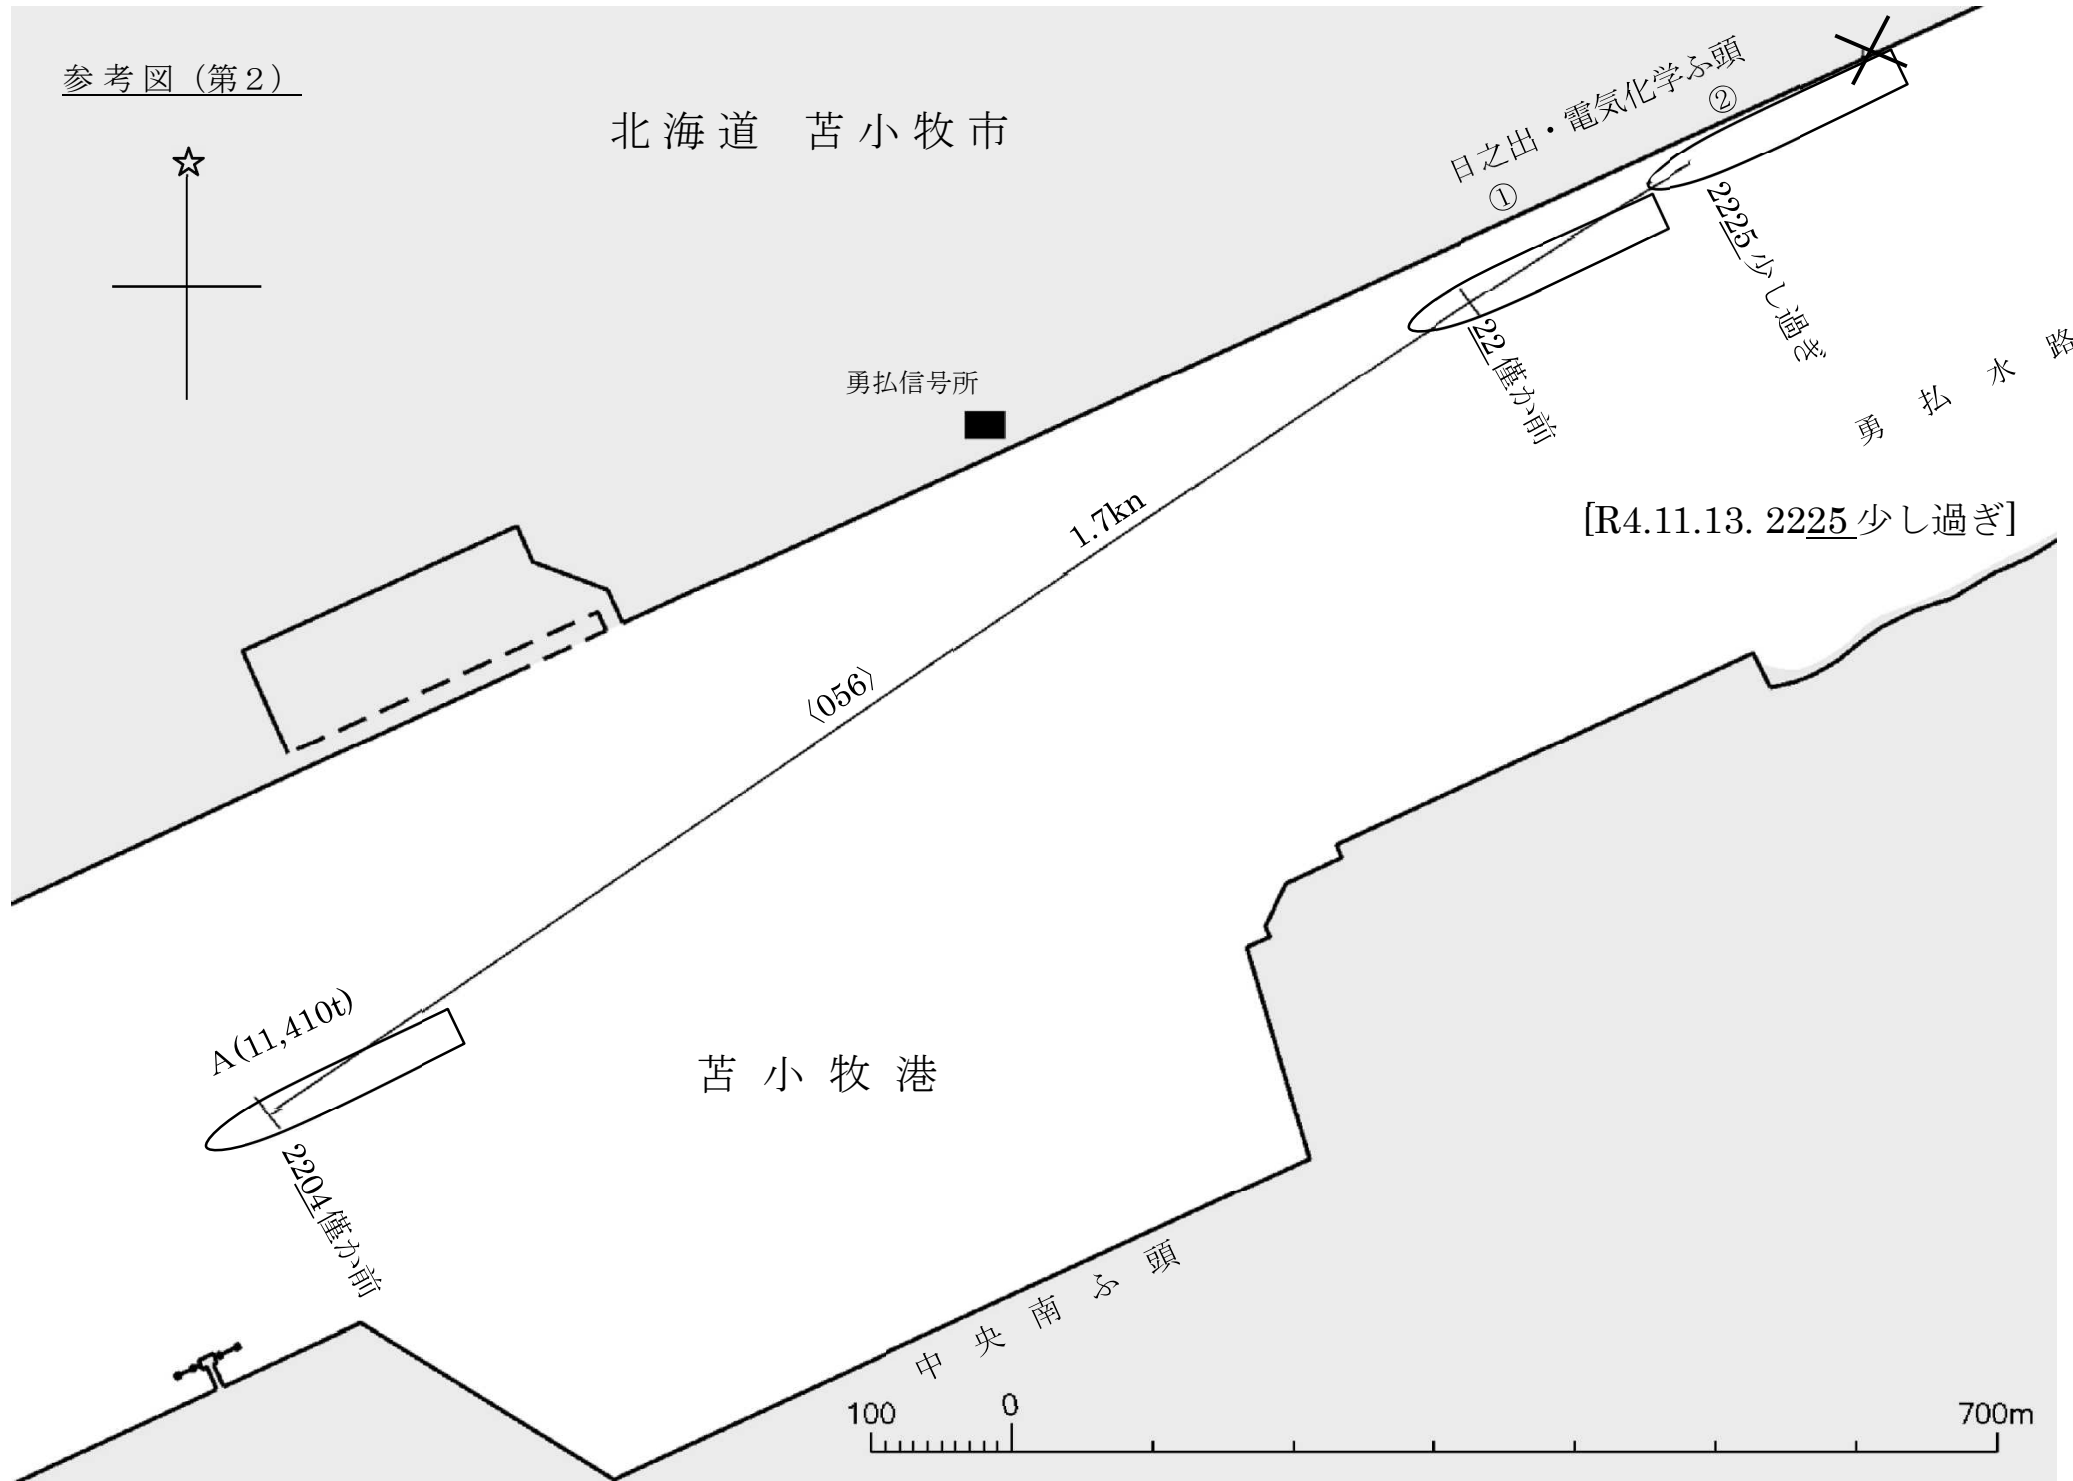 参考図(第2)
北海道 苫小牧市
日之出・電気化学ふ頭
①
②
2225少し過ぎ
22僅か前
勇払水路
勇払信号所
1.7kn
[R4.11.13. 2225少し過ぎ]
〈056〉
A(11,410t)
苫小牧港
2204僅か前
中央南ふ頭
100 0 700m